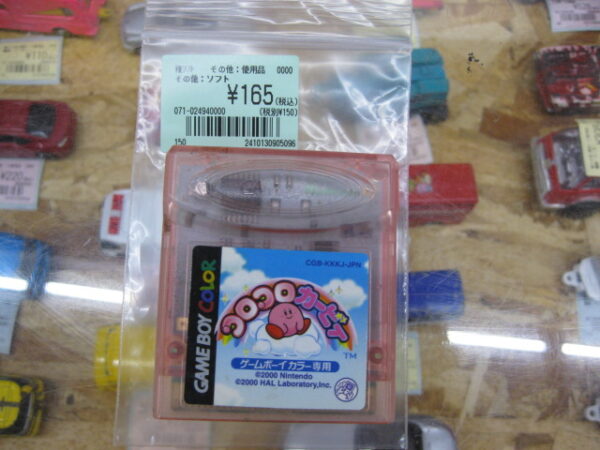 その他:使用品 0000
その他:ソフト
¥165(税込)
071-024940000 (税別¥150)
150 2410130905096
CGB-KKKJ-JPN
コロコロカービィ
TM
ゲームボーイカラー専用
©2000 Nintendo
©2000 HAL Laboratory,Inc.
GAME BOY COLOR